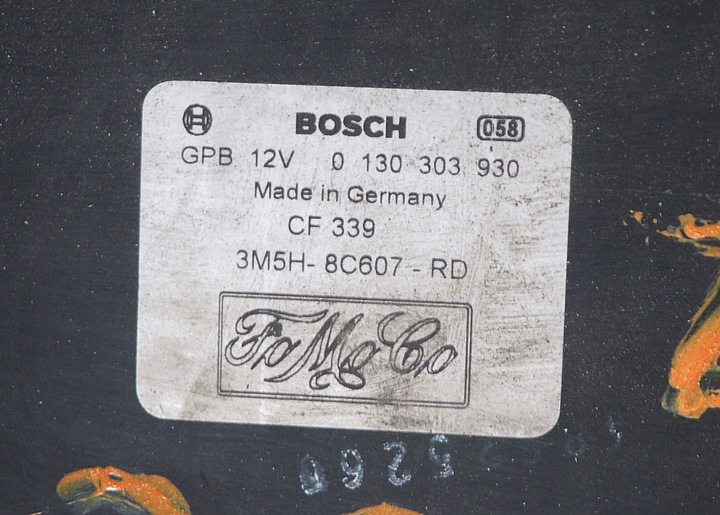 BOSCH 058
GPB 12V 0 130 303 930
Made in Germany
CF 339
3M5H- 8C607 - RD
FoMoCo